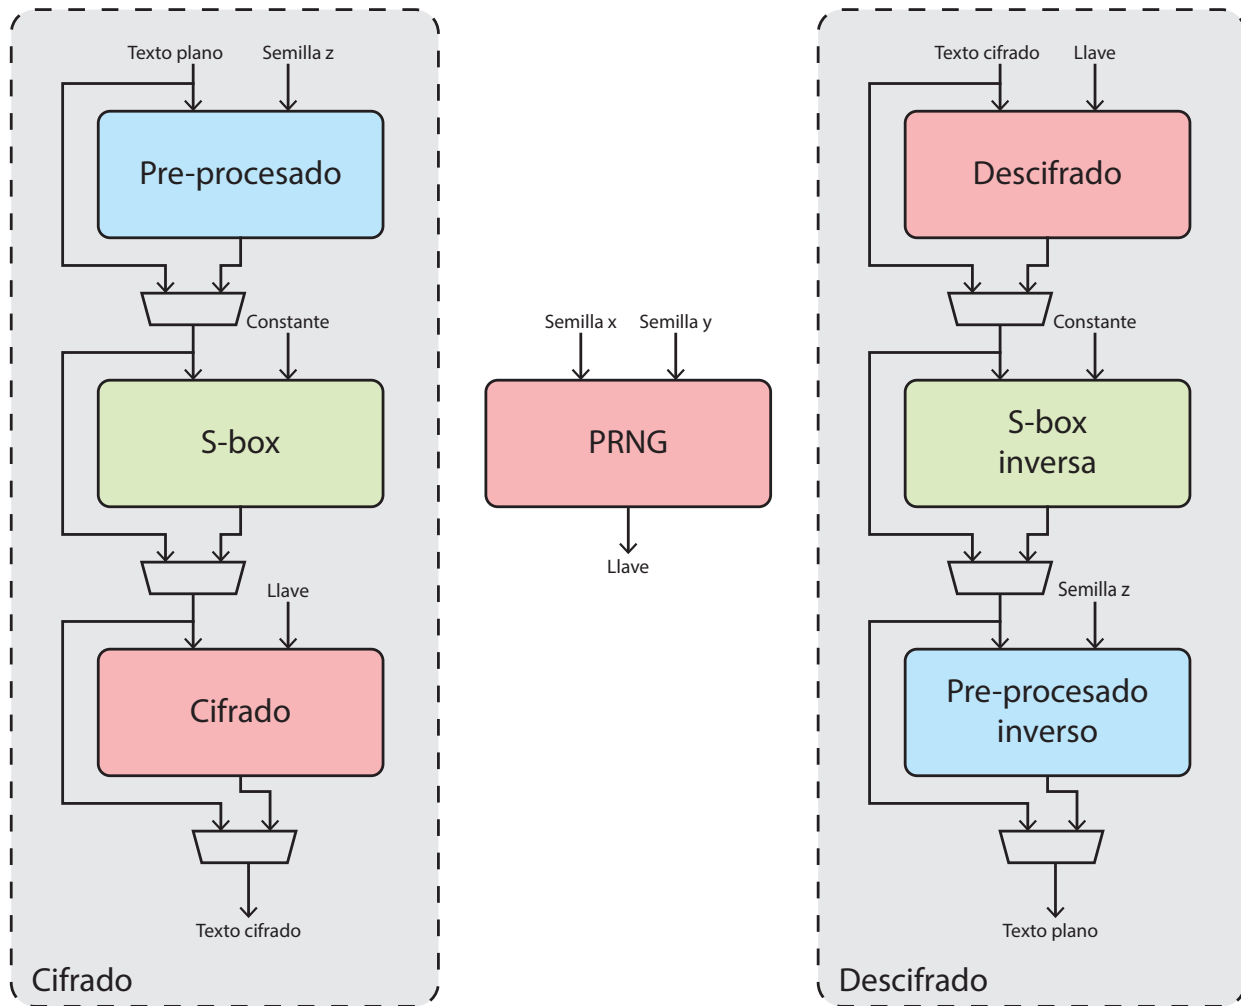 Texto plano
Semilla z
Pre-procesado
Constante
S-box
Llave
Cifrado
Texto cifrado
Cifrado
Semilla x
Semilla y
PRNG
Llave
Texto cifrado
Llave
Descifrado
Constante
S-box
inversa
Semilla z
Pre-procesado
inverso
Texto plano
Descifrado